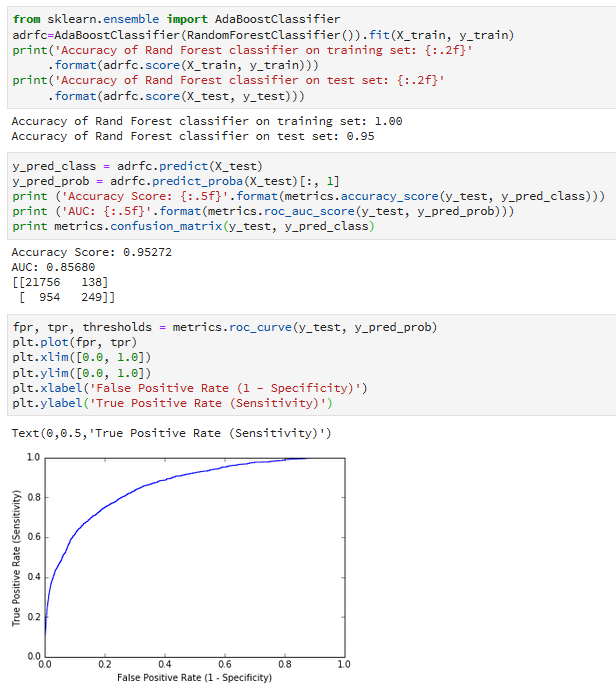 from sklearn.ensemble import AdaBoostClassifier
adrfc=AdaBoostClassifier(RandomForestClassifier()).fit(X_train, y_train)
print('Accuracy of Rand Forest classifier on training set: {:.2f}'
     .format(adrfc.score(X_train, y_train)))
print('Accuracy of Rand Forest classifier on test set: {:.2f}'
     .format(adrfc.score(X_test, y_test)))
Accuracy of Rand Forest classifier on training set: 1.00
Accuracy of Rand Forest classifier on test set: 0.95
y_pred_class = adrfc.predict(X_test)
y_pred_prob = adrfc.predict_proba(X_test)[:, 1]
print ('Accuracy Score: {:.5f}'.format(metrics.accuracy_score(y_test, y_pred_class)))
print ('AUC: {:.5f}'.format(metrics.roc_auc_score(y_test, y_pred_prob)))
print metrics.confusion_matrix(y_test, y_pred_class)
Accuracy Score: 0.95272
AUC: 0.85680
[[21756   138]
 [  954   249]]
fpr, tpr, thresholds = metrics.roc_curve(y_test, y_pred_prob)
plt.plot(fpr, tpr)
plt.xlim([0.0, 1.0])
plt.ylim([0.0, 1.0])
plt.xlabel('False Positive Rate (1 - Specificity)')
plt.ylabel('True Positive Rate (Sensitivity)')
Text(0,0.5,'True Positive Rate (Sensitivity)')
True Positive Rate (Sensitivity)
1.0
0.8
0.6
0.4
0.2
0.0
0.0 0.2 0.4 0.6 0.8 1.0
False Positive Rate (1 - Specificity)